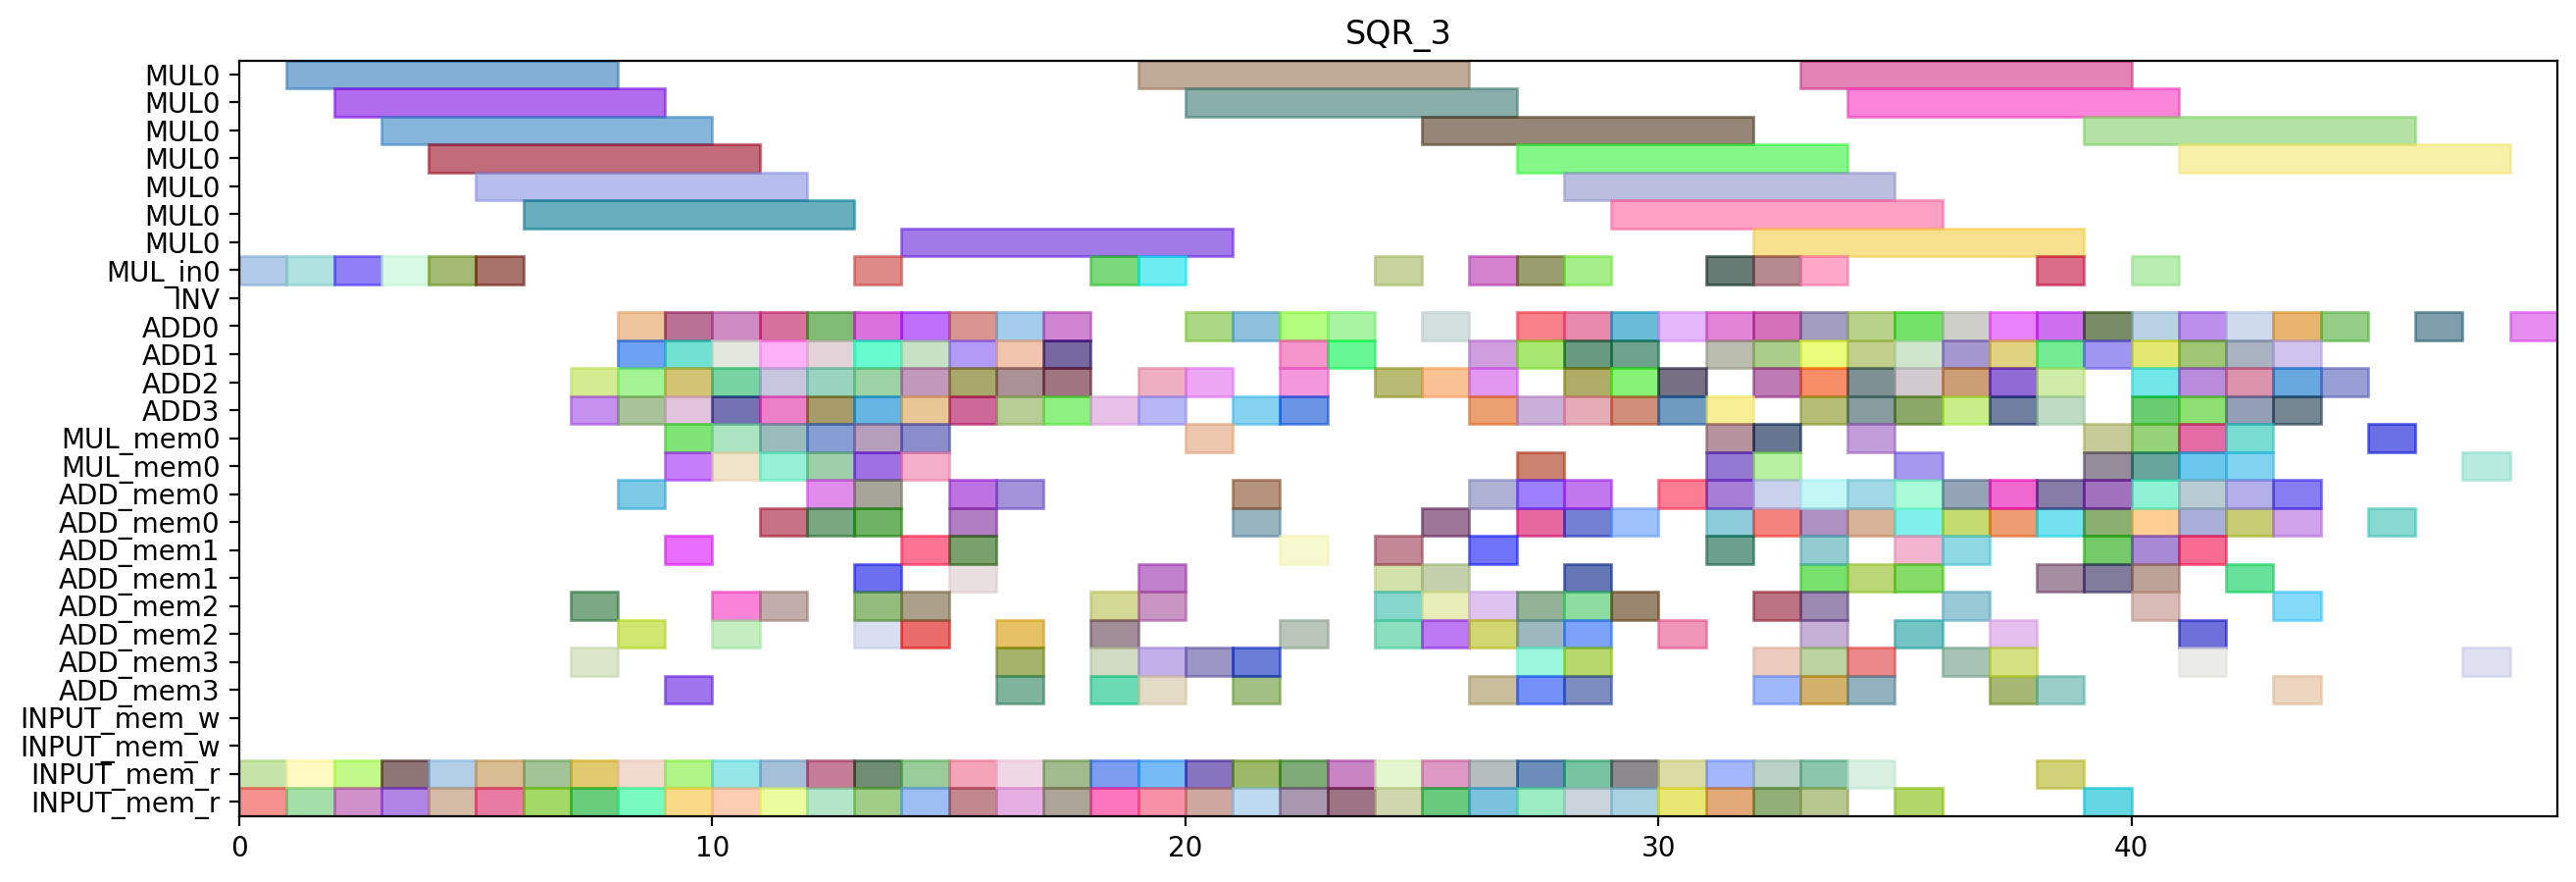 SQR_3
MUL0
MUL0
MUL0
MUL0
MUL0
MUL0
MUL0
MUL_in0
INV
ADD0
ADD1
ADD2
ADD3
MUL_mem0
MUL_mem0
ADD_mem0
ADD_mem0
ADD_mem1
ADD_mem1
ADD_mem2
ADD_mem2
ADD_mem3
ADD_mem3
INPUT_mem_w
INPUT_mem_w
INPUT_mem_r
INPUT_mem_r
0 10 20 30 40